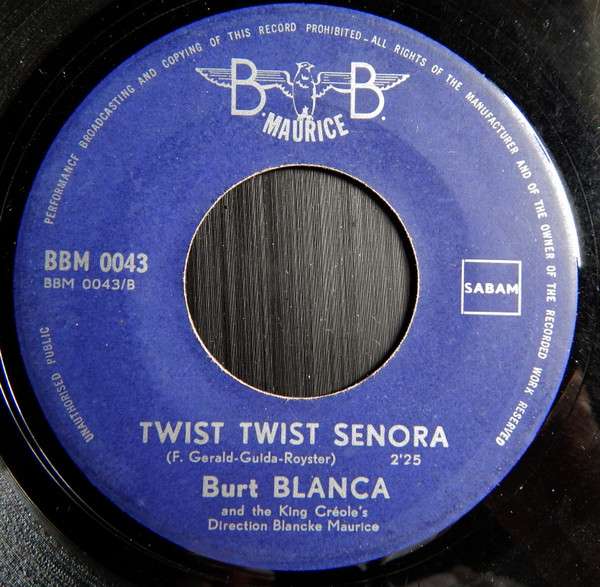 UNAUTHORISED PUBLIC PERFORMANCE BROADCASTING AND COPYING OF THIS RECORD PROHIBITED–ALL RIGHTS OF THE MANUFACTURER AND OF THE OWNER OF THE RECORDED WORK RESERVED
B. B.
MAURICE
BBM 0043
BBM 0043/B
SABAM
TWIST TWIST SENORA
(F. Gerald-Guida-Royster) 2'25
Burt BLANCA
and the King Créole's
Direction Blancke Maurice